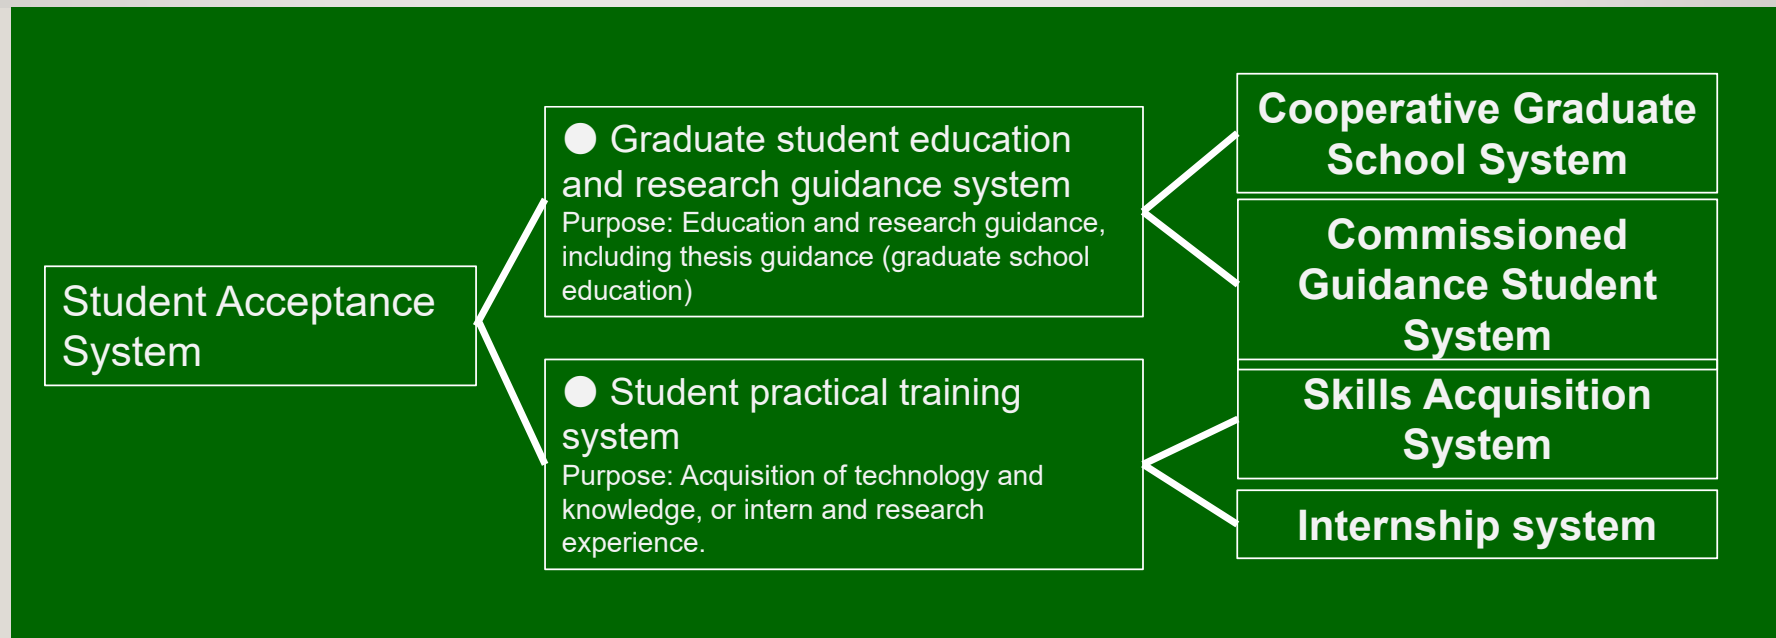 Student Acceptance
System
● Graduate student education
and research guidance system
Purpose: Education and research guidance,
including thesis guidance (graduate school
education)
● Student practical training
system
Purpose: Acquisition of technology and
knowledge, or intern and research
experience.
Cooperative Graduate
School System
Commissioned
Guidance Student
System
Skills Acquisition
System
Internship system